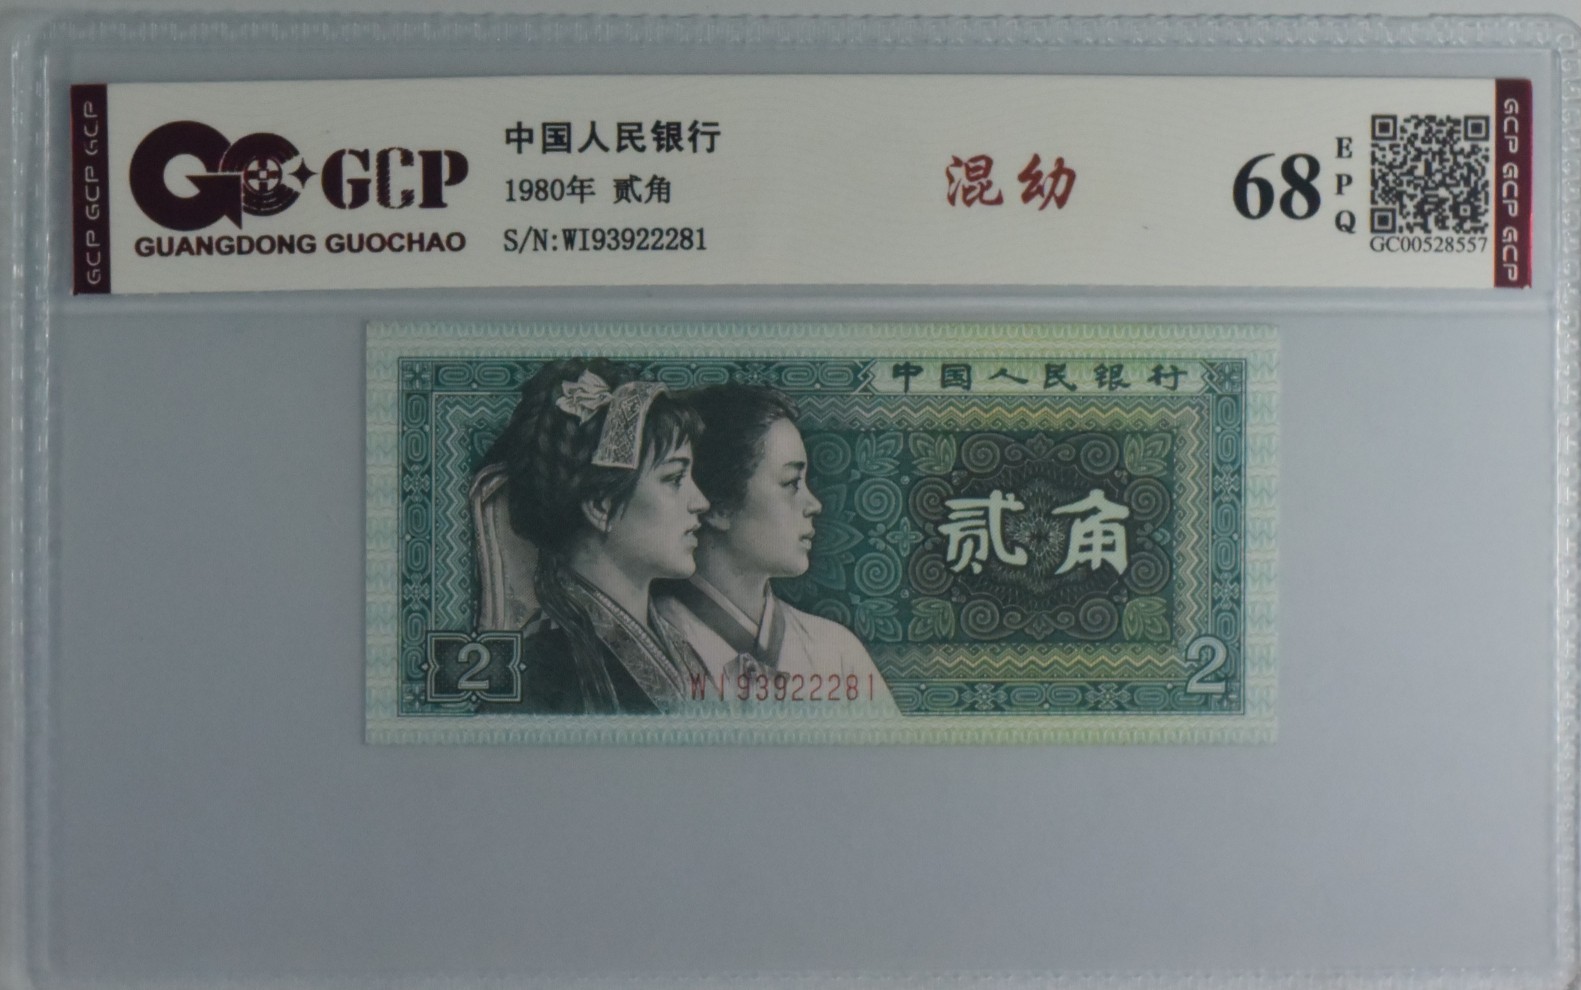 GCP GCP GCP
GCP
GUANGDONG GUOCHAO
中国人民银行
1980年 贰角
S/N:WI93922281
混幼
68
EPQ
GC00528557
GCP GCP GCP
中国人民银行
贰角
2
WI93922281
2